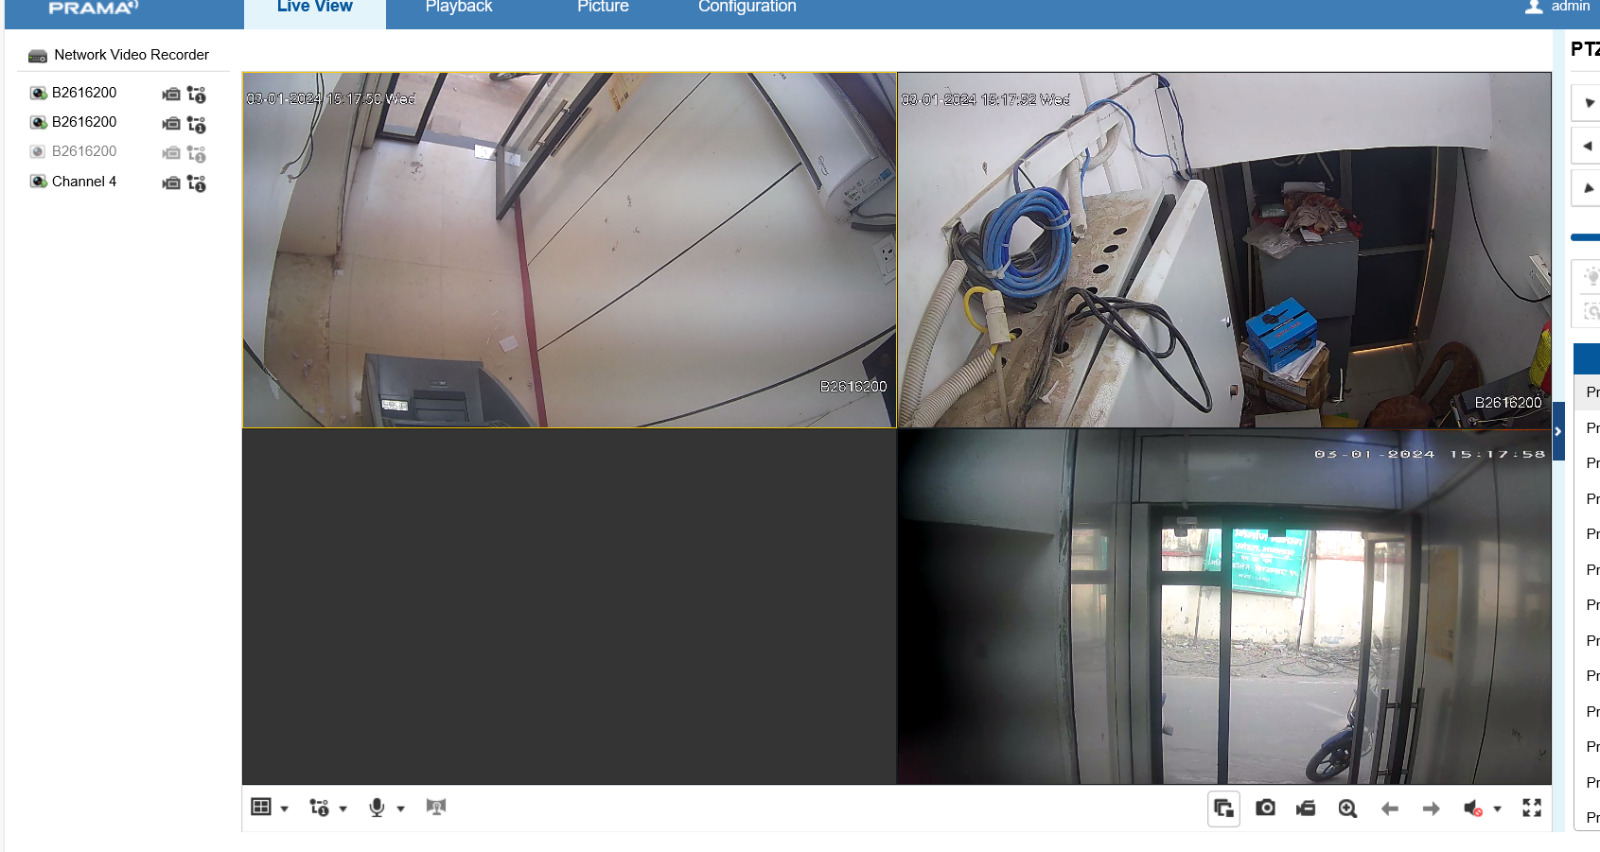 PRAMA
Live View
Playback
Picture
Configuration
admin
Network Video Recorder
B2616200
B2616200
B2616200
Channel 4
03-01-2024 15:17:50 Wed
B2616200
03-01-2024 15:17:52 Wed
B2616200
03-01-2024 15:17:58
PTZ
Pr
Pr
Pr
Pr
Pr
Pr
Pr
Pr
Pr
Pr
Pr
Pr
Pr